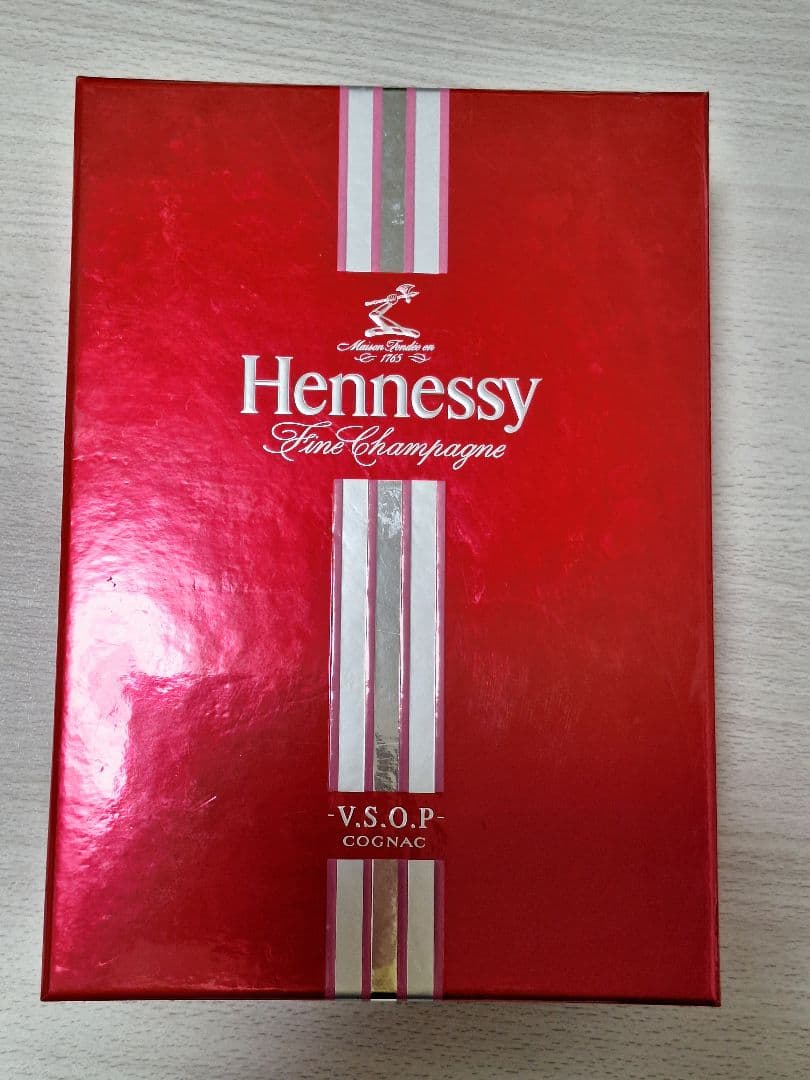 Maison Fondée en
1765
Hennessy
Fine Champagne
-V.S.O.P-
COGNAC